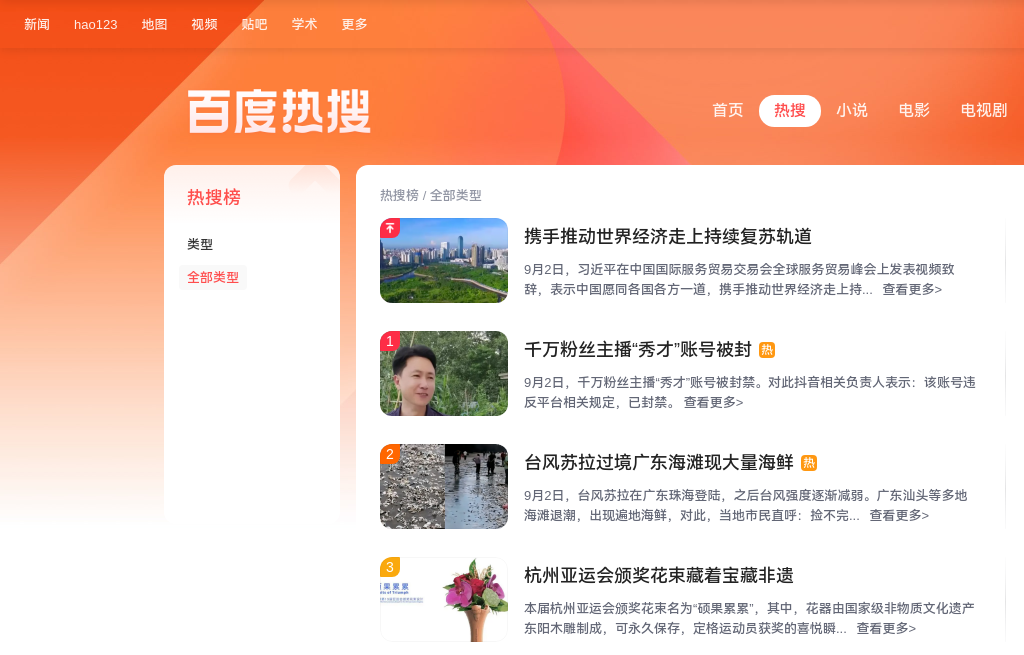 新闻 hao123 地图 视频 贴吧 学术 更多
百度热搜
首页 热搜 小说 电影 电视剧
热搜榜
类型
全部类型
热搜榜 / 全部类型
携手推动世界经济走上持续复苏轨道
9月2日，习近平在中国国际服务贸易交易会全球服务贸易峰会上发表视频致
辞，表示中国愿同各国各方一道，携手推动世界经济走上持... 查看更多>
1
千万粉丝主播“秀才”账号被封 热
9月2日，千万粉丝主播“秀才”账号被封禁。对此抖音相关负责人表示：该账号违
反平台相关规定，已封禁。 查看更多>
2
台风苏拉过境广东海滩现大量海鲜 热
9月2日，台风苏拉在广东珠海登陆，之后台风强度逐渐减弱。广东汕头等多地
海滩退潮，出现遍地海鲜，对此，当地市民直呼：捡不完... 查看更多>
3
果累累
of Triumph
杭州亚运会颁奖花束藏着宝藏非遗
本届杭州亚运会颁奖花束名为“硕果累累”，其中，花器由国家级非物质文化遗产
东阳木雕制成，可永久保存，定格运动员获奖的喜悦瞬... 查看更多>